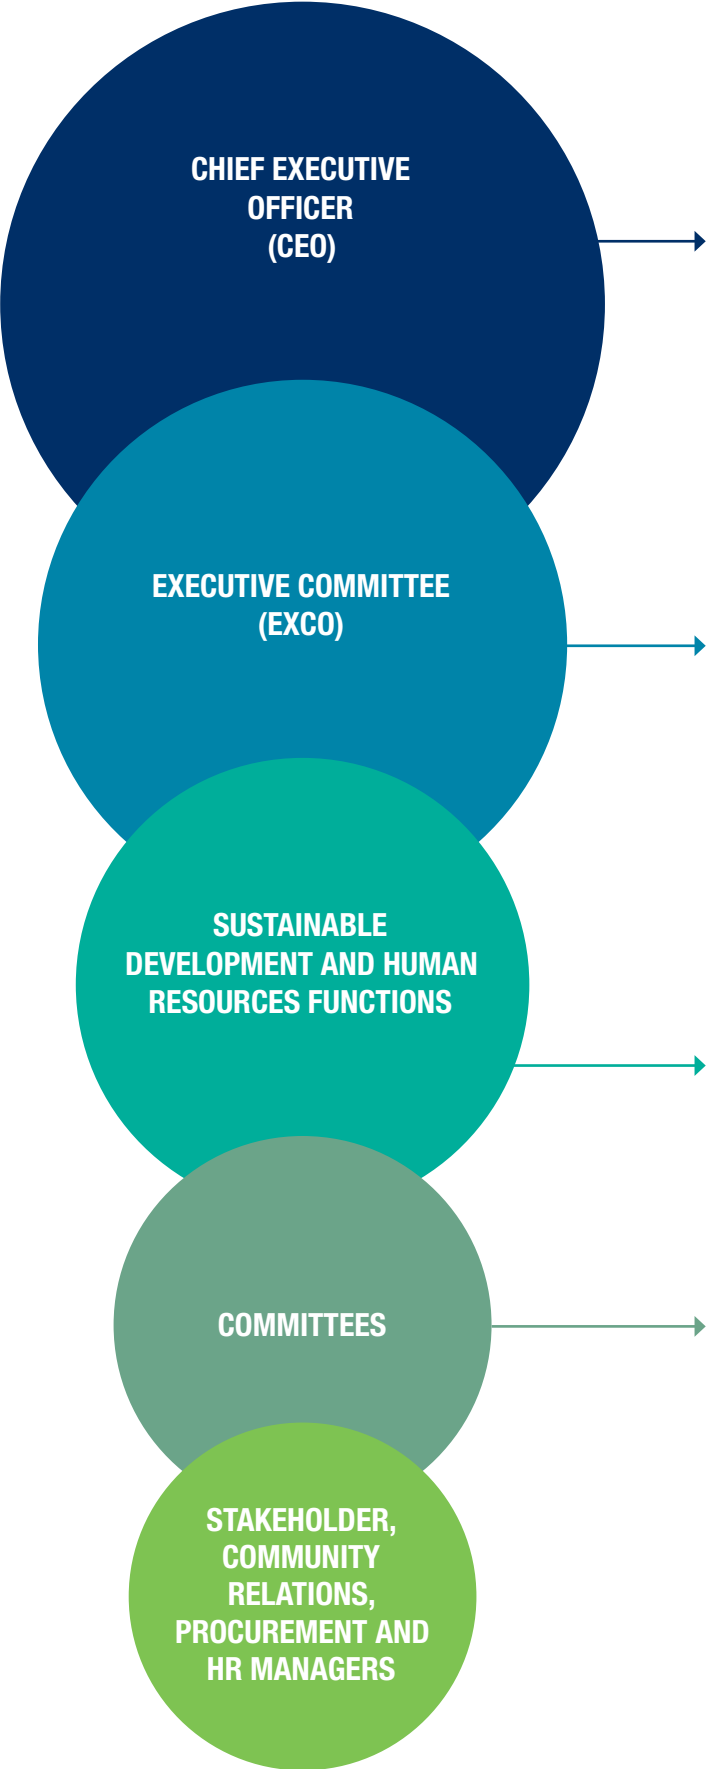 CHIEF EXECUTIVE
OFFICER
(CEO)
EXECUTIVE COMMITTEE
(EXCO)
SUSTAINABLE
DEVELOPMENT AND HUMAN
RESOURCES FUNCTIONS
COMMITTEES
STAKEHOLDER,
COMMUNITY
RELATIONS,
PROCUREMENT AND
HR MANAGERS